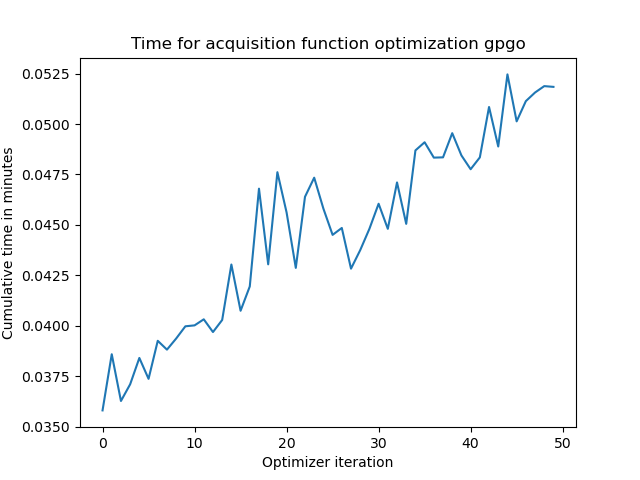 Time for acquisition function optimization gpgo
Cumulative time in minutes
0.0525
0.0500
0.0475
0.0450
0.0425
0.0400
0.0375
0.0350
0 10 20 30 40 50
Optimizer iteration